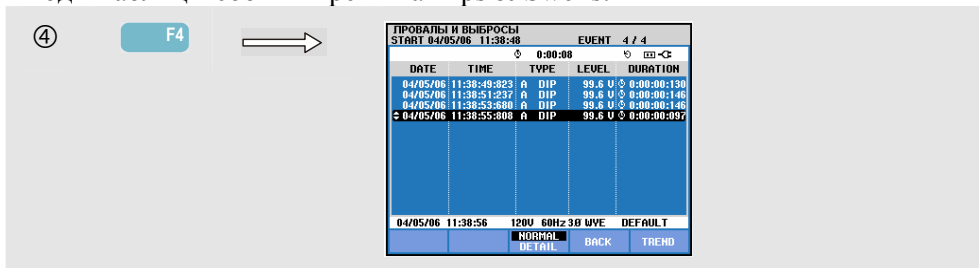 ④ F4
ПРОВАЛЫ И ВЫБРОСЫ
START 04/05/06 11:38:48 EVENT 4 / 4
0:00:08
DATE TIME TYPE LEVEL DURATION
04/05/06 11:38:49:823 A DIP 99.6 V 0:00:00:130
04/05/06 11:38:51:237 A DIP 99.6 V 0:00:00:146
04/05/06 11:38:53:680 A DIP 99.6 V 0:00:00:146
04/05/06 11:38:55:808 A DIP 99.6 V 0:00:00:097
04/05/06 11:38:56 120V 60Hz 3Ø WYE DEFAULT
NORMAL
DETAIL BACK TREND